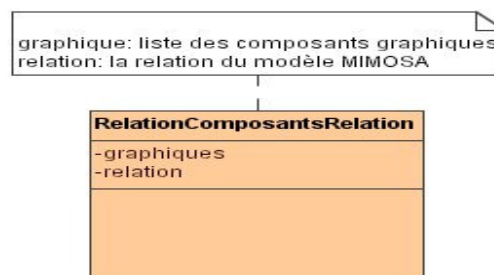 graphique: liste des composants graphiques
relation: la relation du modèle MIMOSA
RelationComposantsRelation
-graphiques
-relation